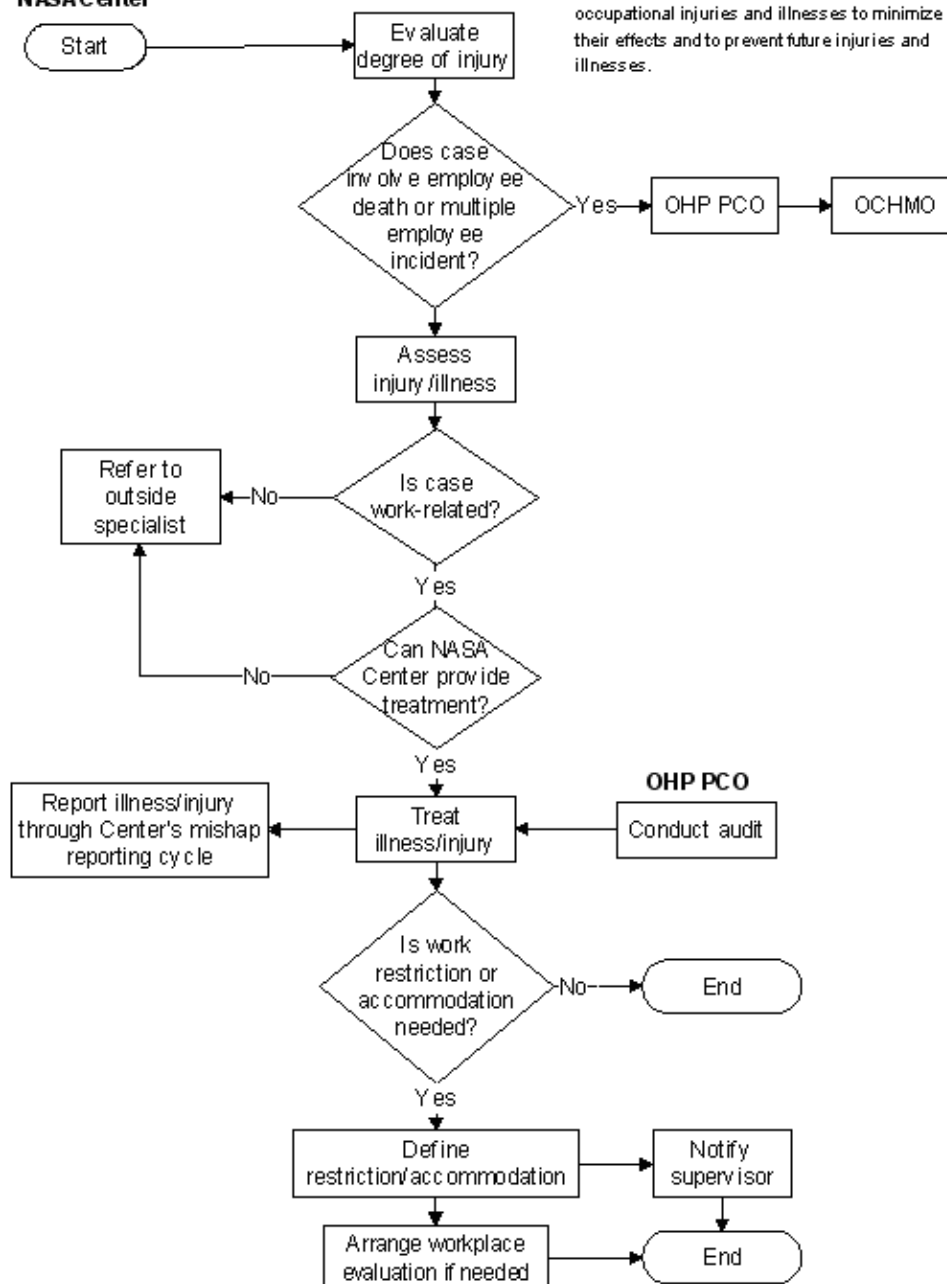 NASA Center
occupational injuries and illnesses to minimize
their effects and to prevent future injuries and
illnesses.
Start
Evaluate
degree of injury
Does case
involve employee
death or multiple
employee
incident?
Yes
OHP PCO
OCHMO
Assess
injury/illness
Is case
work-related?
No
Refer to
outside
specialist
Yes
Can NASA
Center provide
treatment?
No
Yes
OHP PCO
Report illness/injury
through Center's mishap
reporting cycle
Treat
illness/injury
Conduct audit
Is work
restriction or
accommodation
needed?
No
End
Yes
Define
restriction/accommodation
Notify
supervisor
Arrange workplace
evaluation if needed
End